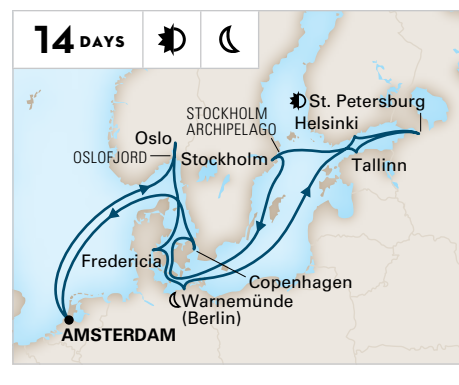 14 DAYS
STOCKHOLM
ARCHIPELAGO
St. Petersburg
Helsinki
Oslo
OSLOFJORD
Stockholm
Tallinn
Fredericia
Copenhagen
Warnemünde
(Berlin)
AMSTERDAM